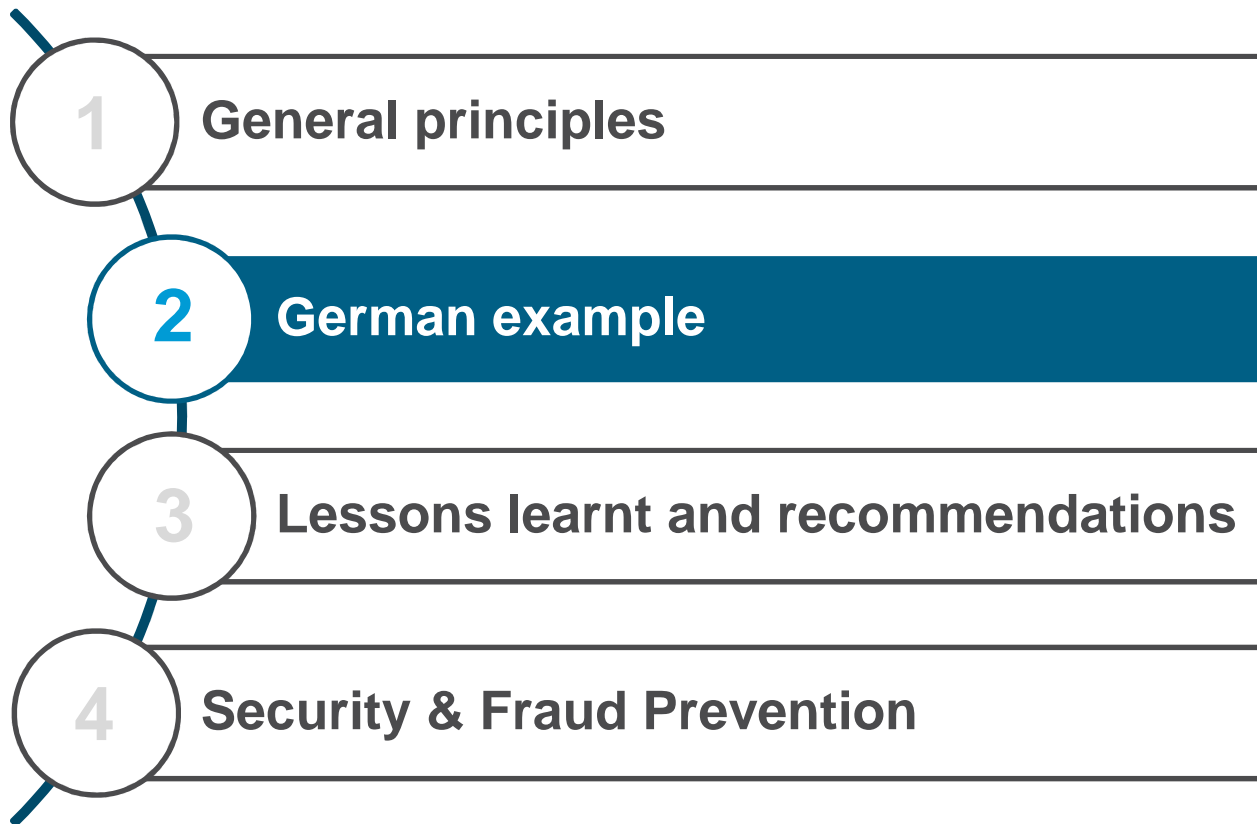 1 General principles
2 German example
3 Lessons learnt and recommendations
4 Security & Fraud Prevention